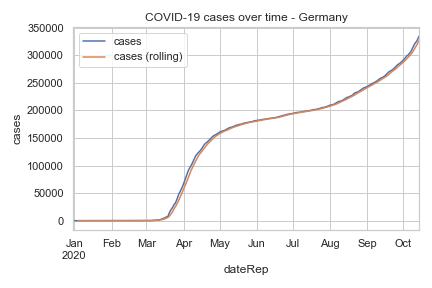 COVID-19 cases over time - Germany
350000
300000
250000
200000
150000
100000
50000
0
cases
cases
cases (rolling)
Jan Feb Mar Apr May Jun Jul Aug Sep Oct
2020
dateRep